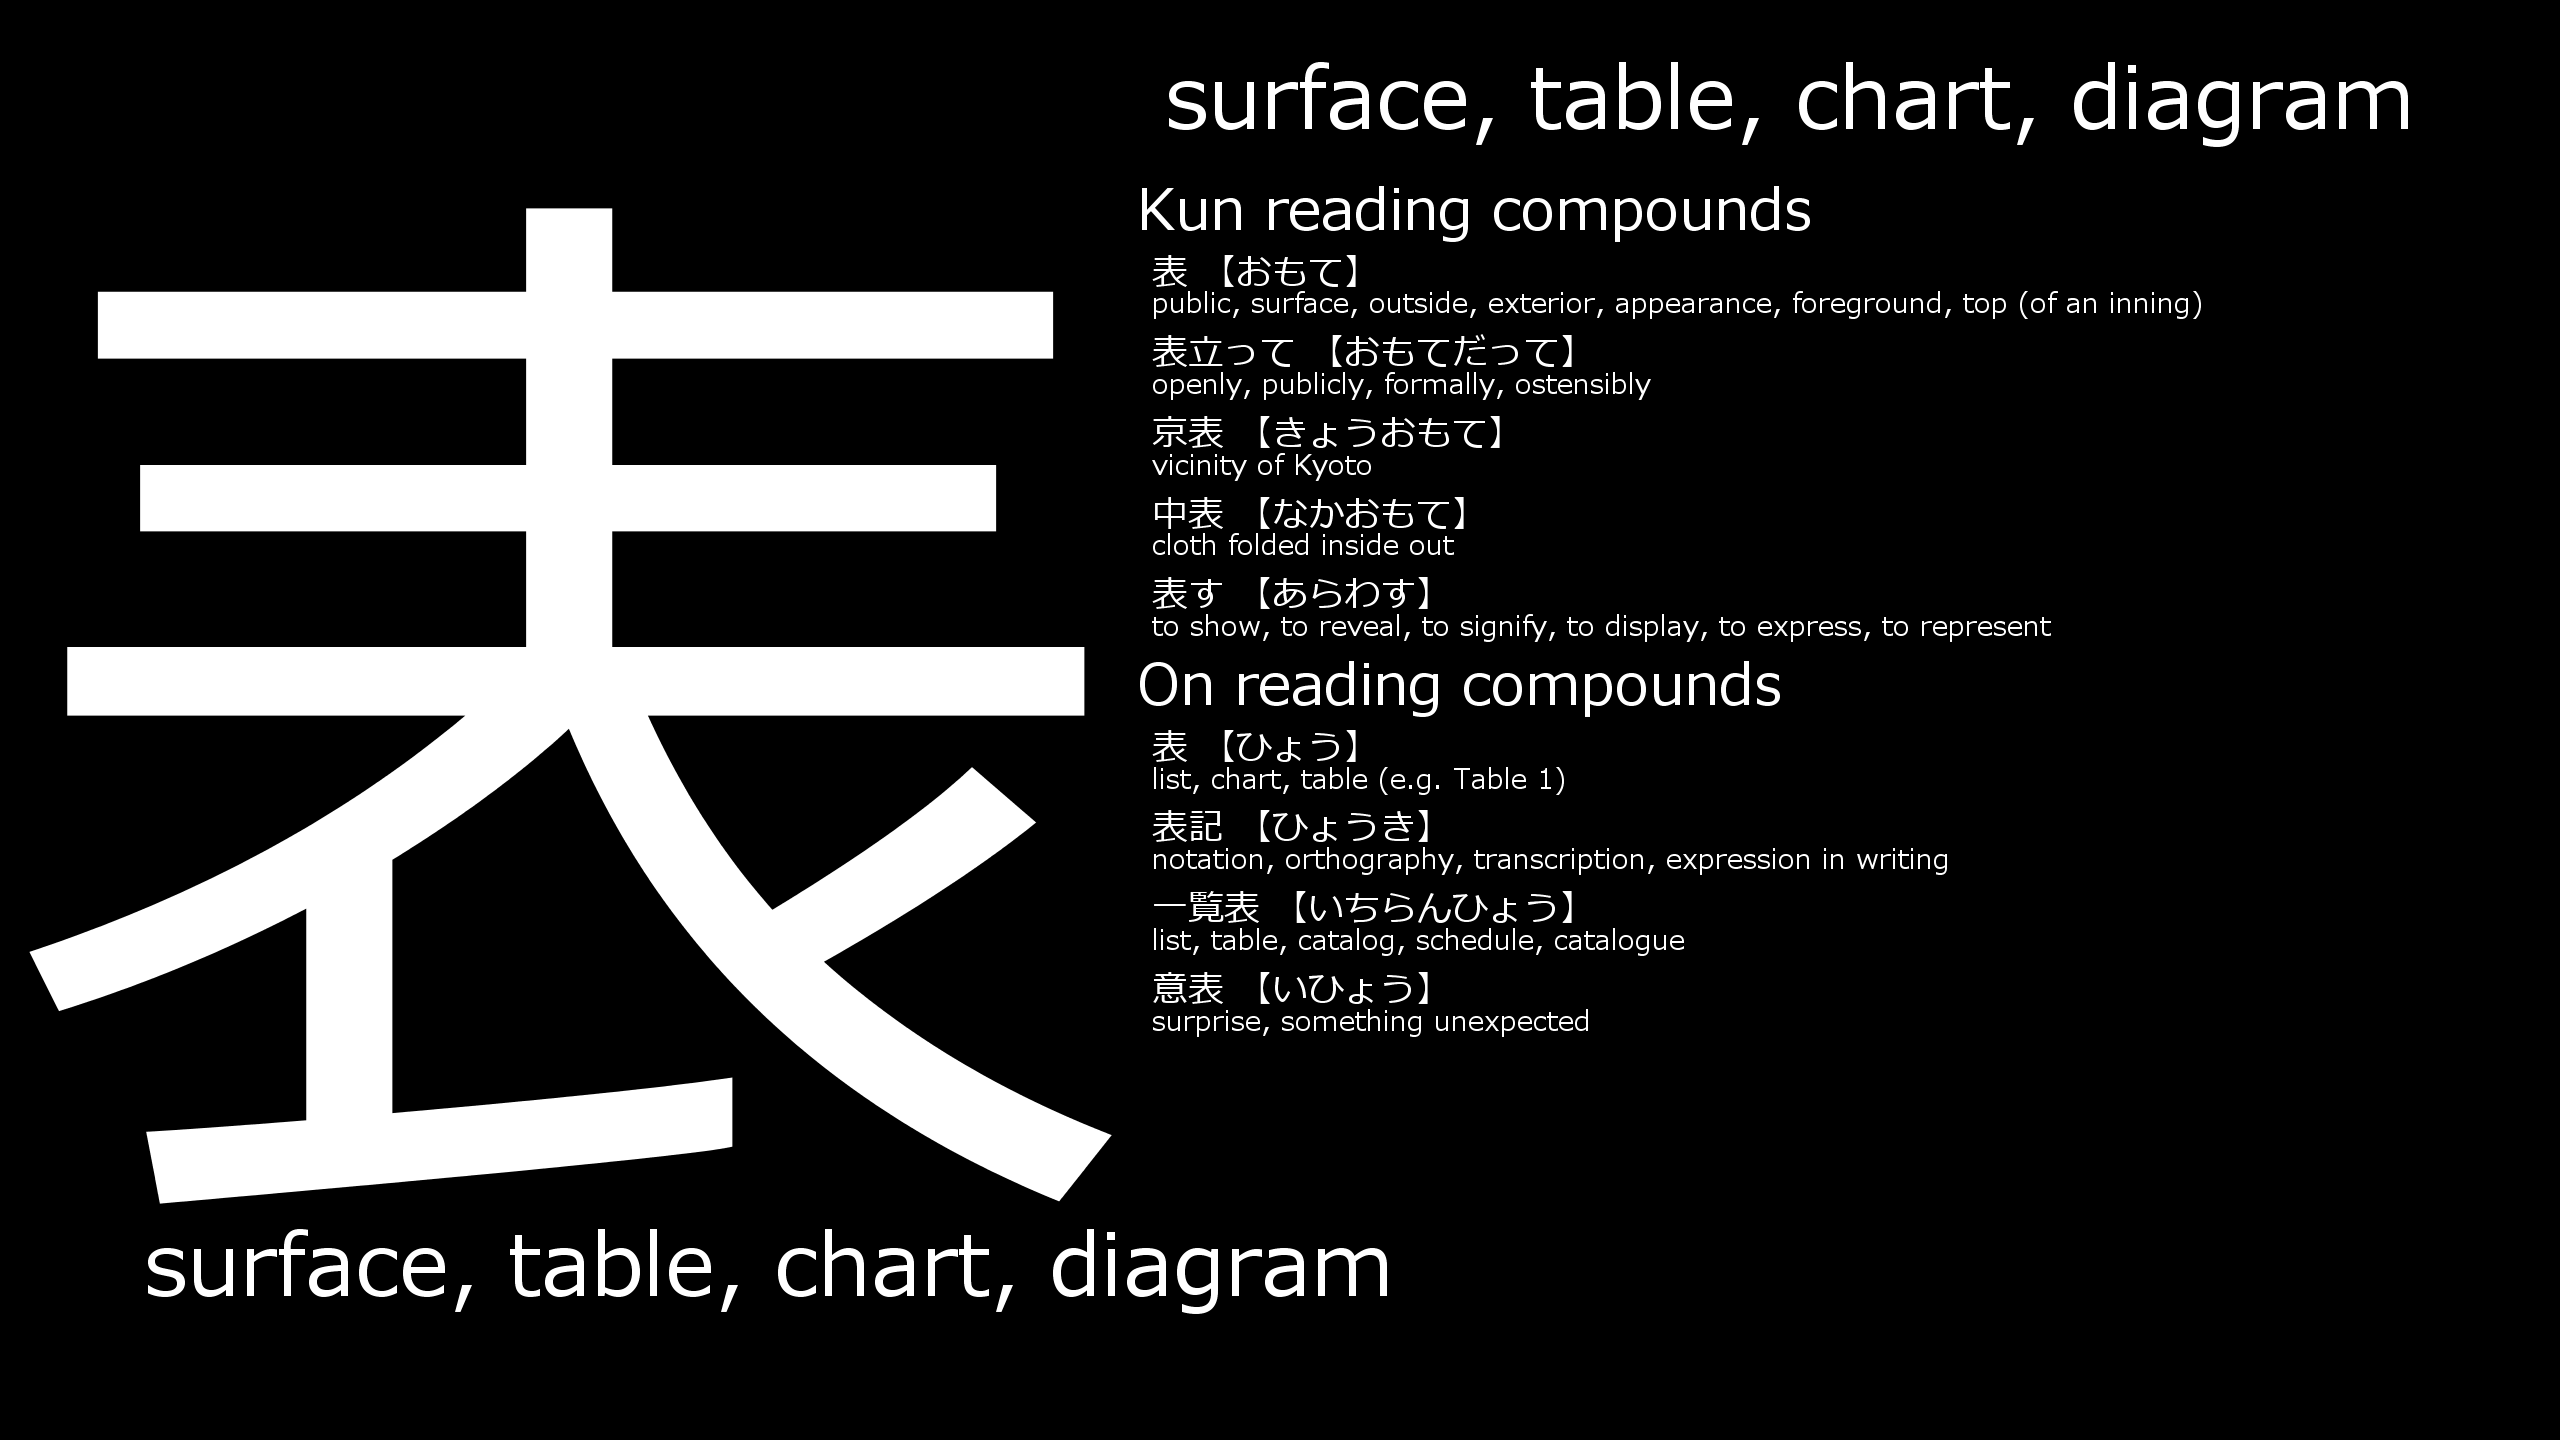 表
surface, table, chart, diagram
surface, table, chart, diagram
Kun reading compounds
表 【おもて】
public, surface, outside, exterior, appearance, foreground, top (of an inning)
表立って 【おもてだって】
openly, publicly, formally, ostensibly
京表 【きょうおもて】
vicinity of Kyoto
中表 【なかおもて】
cloth folded inside out
表す 【あらわす】
to show, to reveal, to signify, to display, to express, to represent
On reading compounds
表 【ひょう】
list, chart, table (e.g. Table 1)
表記 【ひょうき】
notation, orthography, transcription, expression in writing
一覧表 【いちらんひょう】
list, table, catalog, schedule, catalogue
意表 【いひょう】
surprise, something unexpected